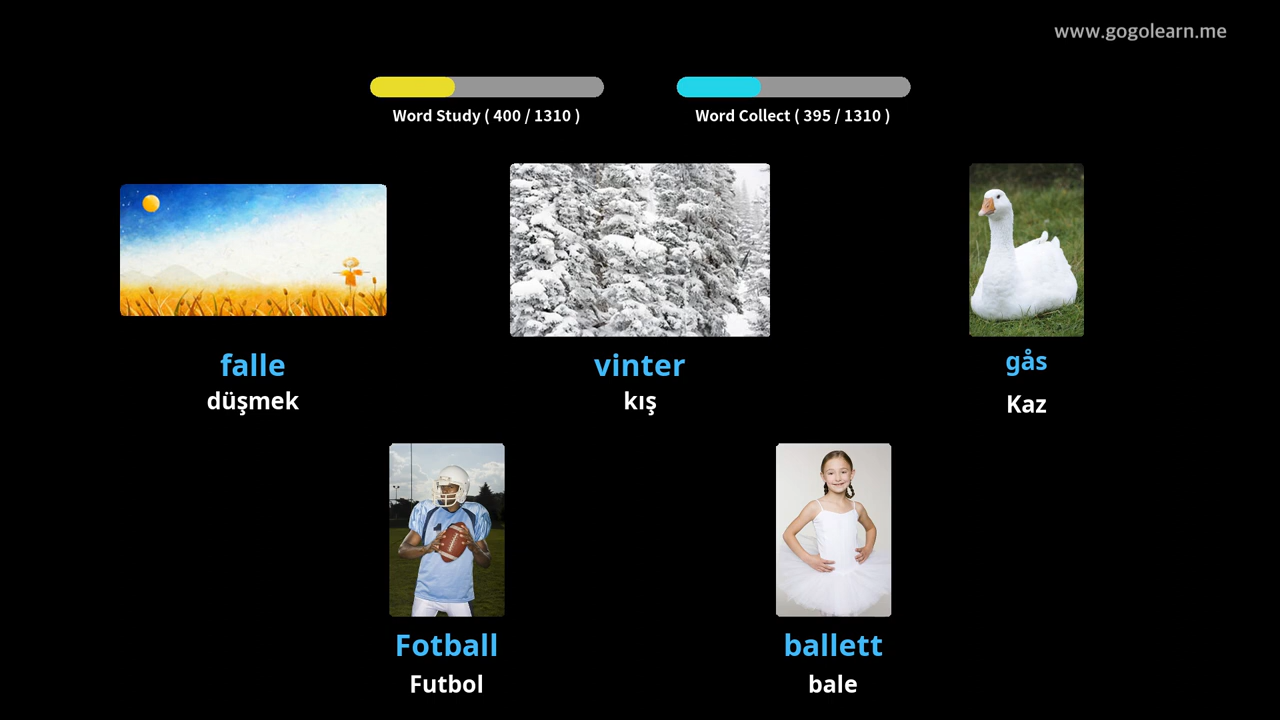 www.gogolearn.me
Word Study ( 400 / 1310 )
Word Collect ( 395 / 1310 )
falle
düşmek
vinter
kış
gås
Kaz
Fotball
Futbol
ballett
bale